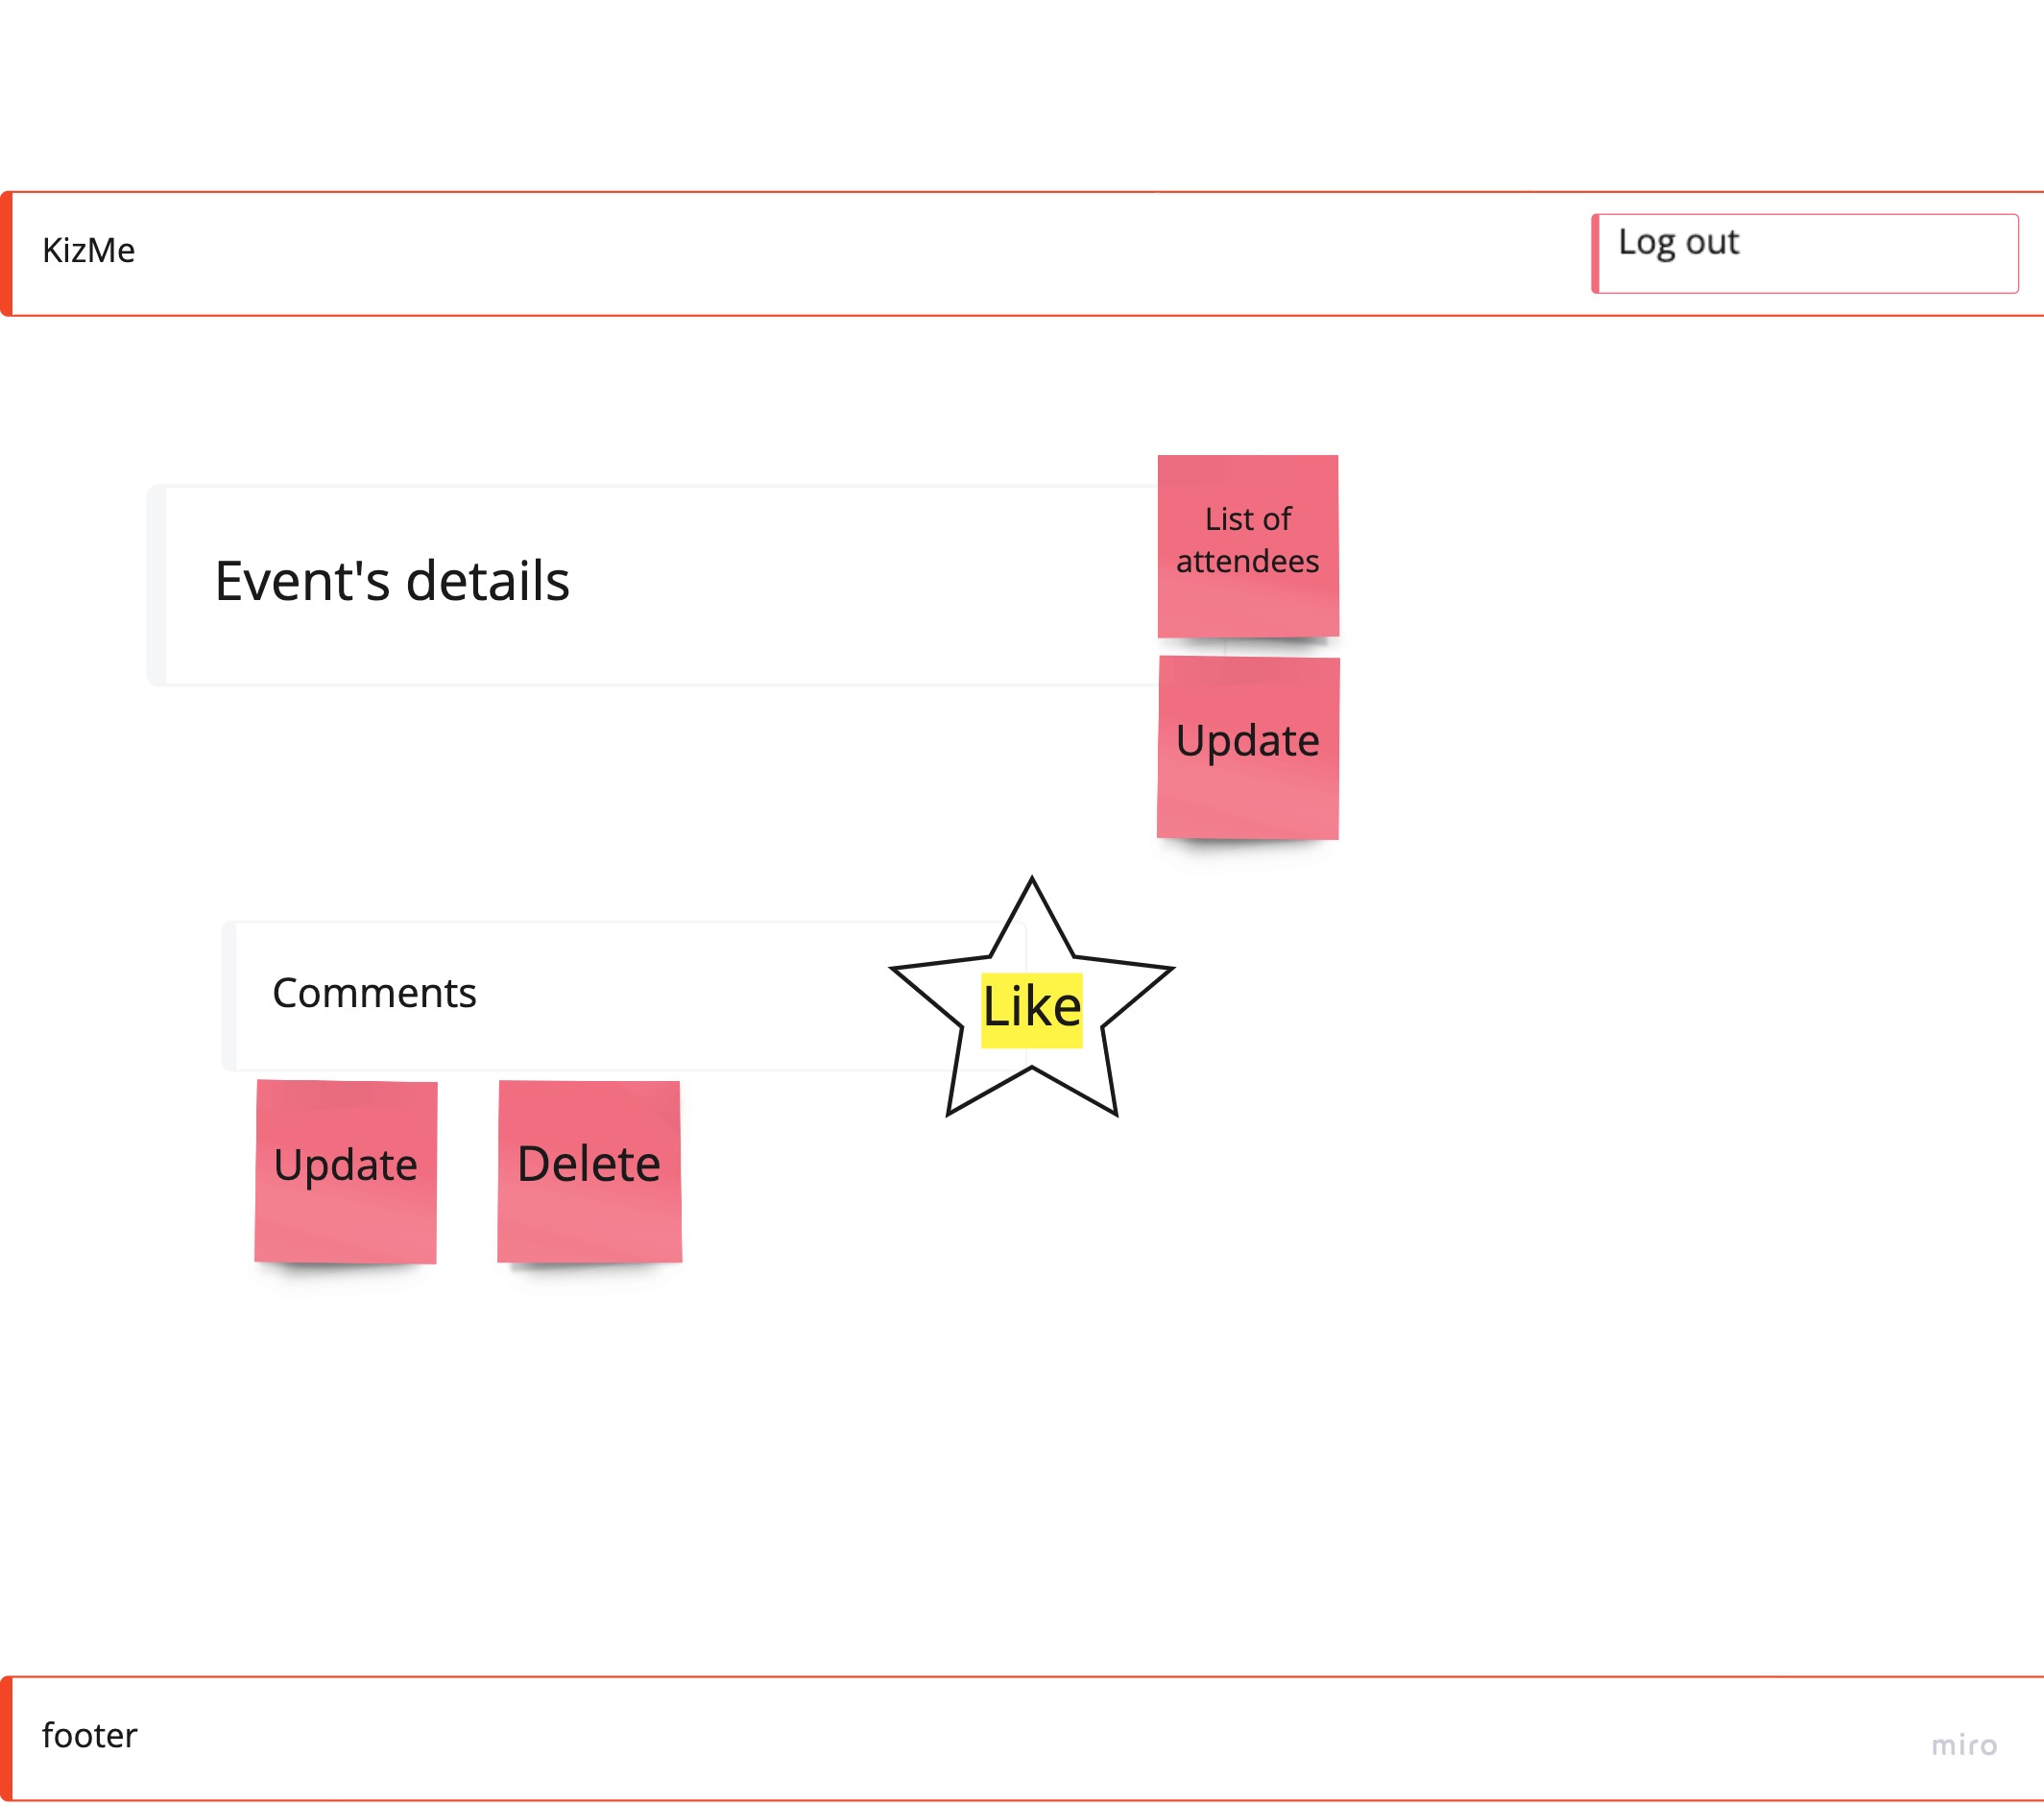 KizMe
Log out
Event's details
List of
attendees
Update
Comments
Like
Update
Delete
footer
miro